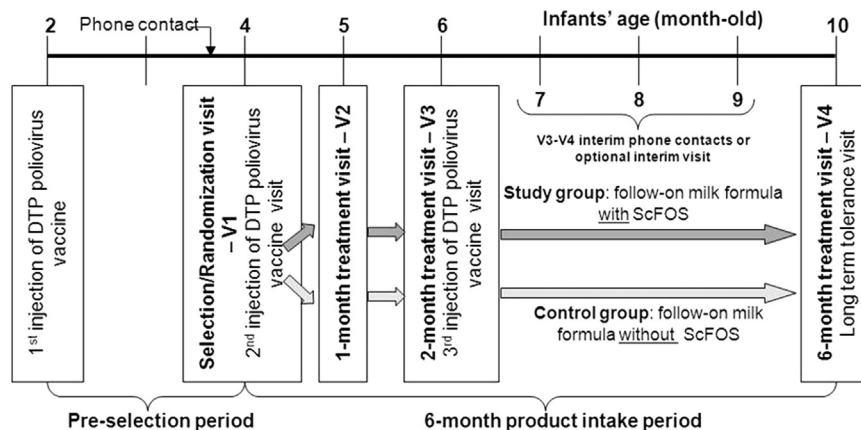 2
4
5
6
Infants' age (month-old)
10
Phone contact
7
8
9
1st injection of DTP poliovirus
vaccine
Selection/Randomization visit
– V1
2nd injection of DTP poliovirus
vaccine visit
1-month treatment visit – V2
2-month treatment visit – V3
3rd injection of DTP poliovirus
vaccine visit
V3-V4 interim phone contacts or
optional interim visit
Study group: follow-on milk formula
with ScFOS
Control group: follow-on milk
formula without ScFOS
6-month treatment visit – V4
Long term tolerance visit
Pre-selection period
6-month product intake period